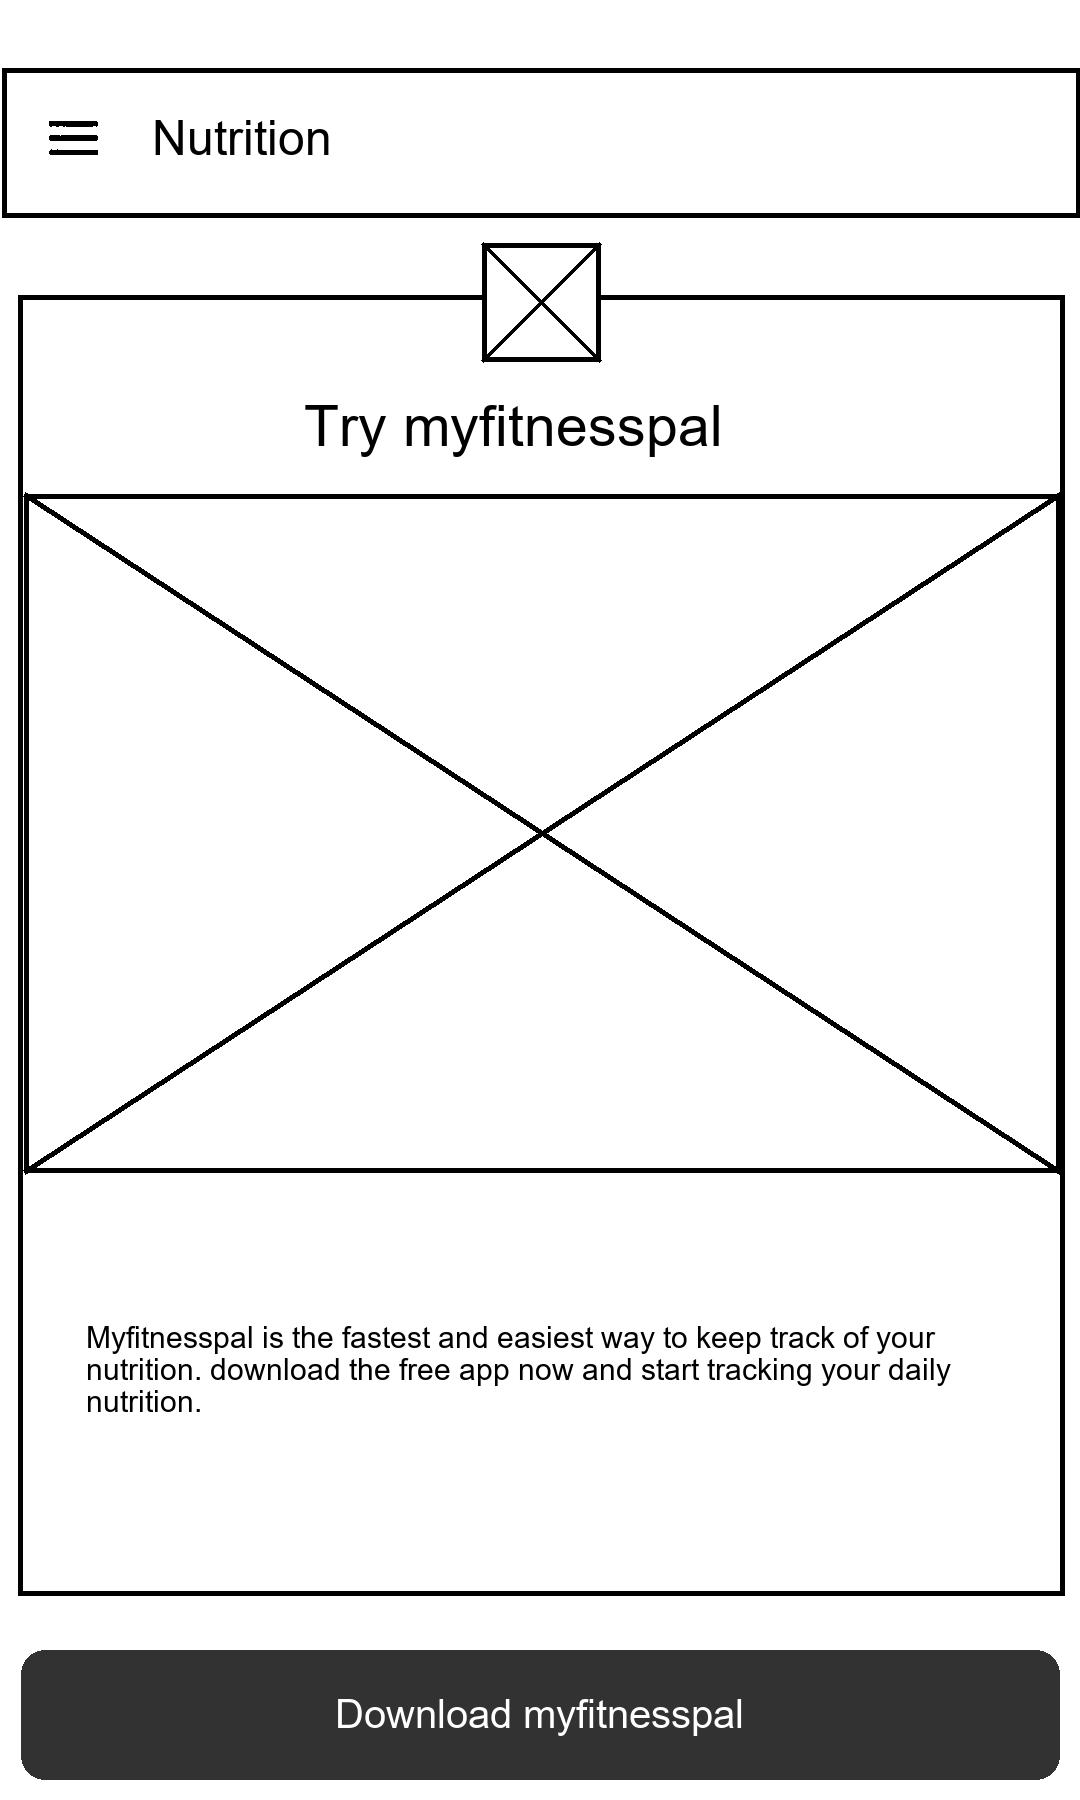 Nutrition
Try myfitnesspal
Myfitnesspal is the fastest and easiest way to keep track of your
nutrition. download the free app now and start tracking your daily
nutrition.
Download myfitnesspal